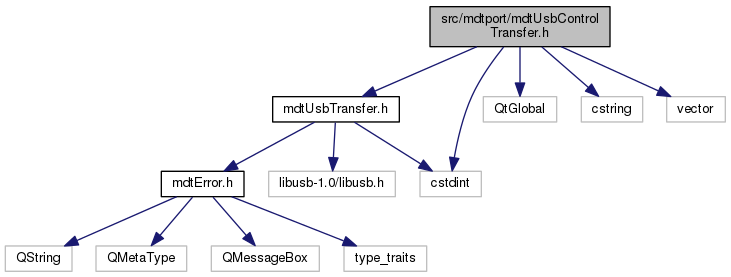 src/mdtport/mdtUsbControl
Transfer.h
mdtUsbTransfer.h
QtGlobal
cstring
vector
mdtError.h
libusb-1.0/libusb.h
cstdint
QString
QMetaType
QMessageBox
type_traits